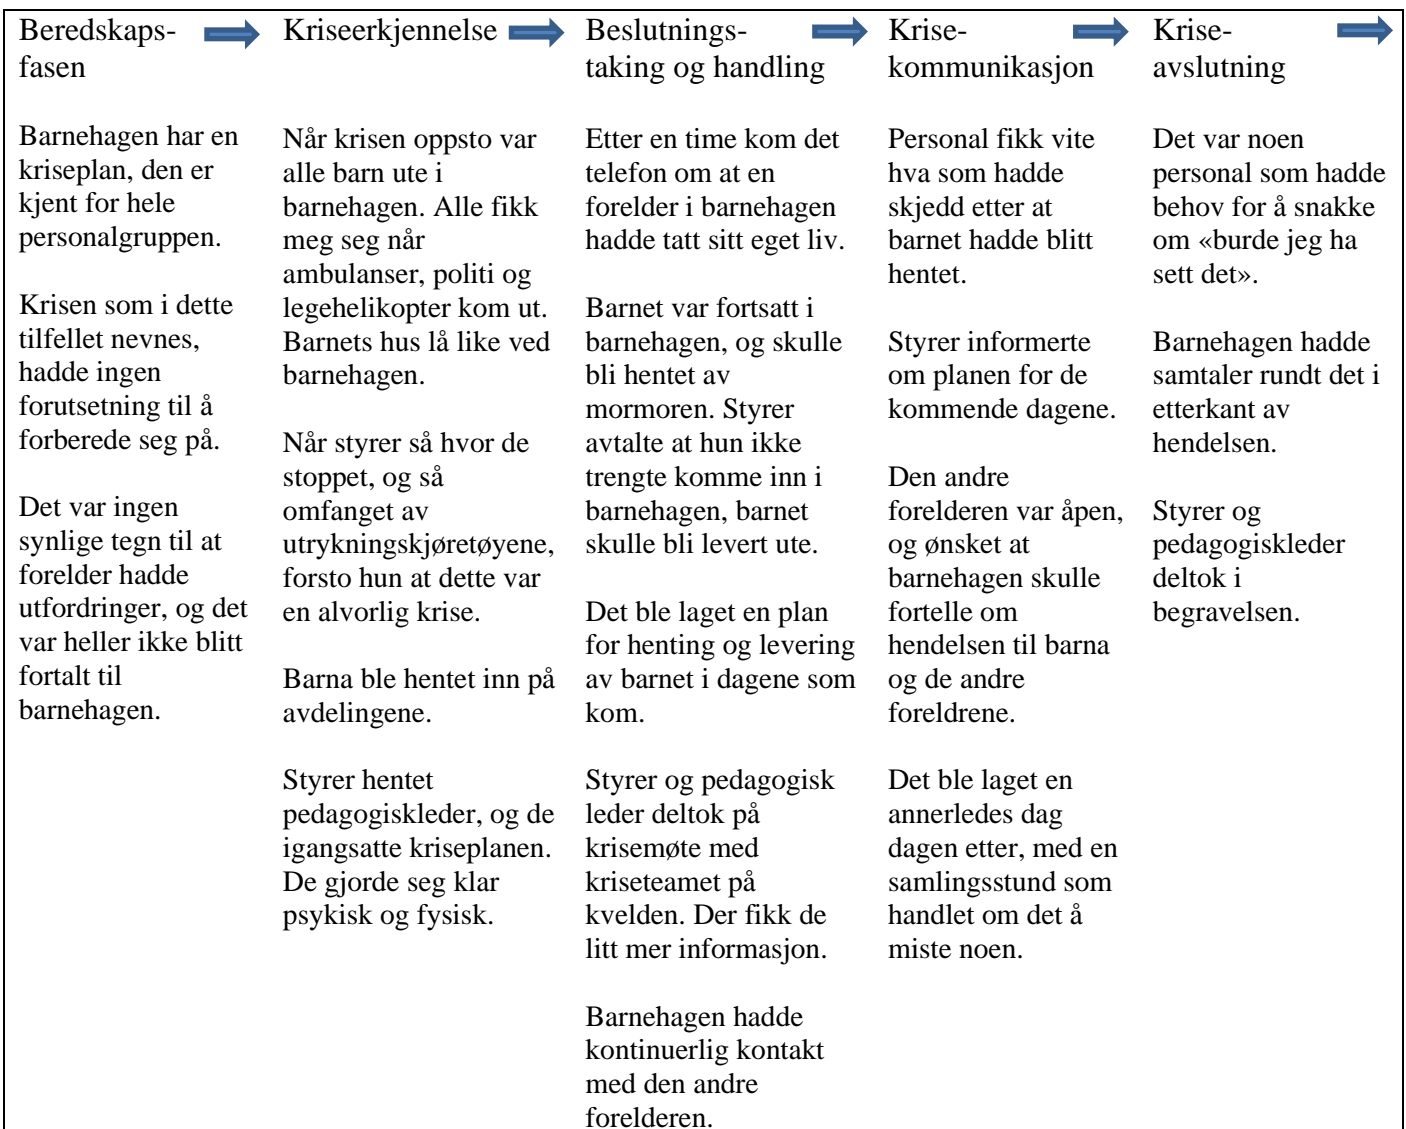 Beredskaps-
fasen
Barnehagen har en
kriseplan, den er
kjent for hele
personalgruppen.
Krisen som i dette
tilfellet nevnes,
hadde ingen
forutsetning til å
forberede seg på.
Det var ingen
synlige tegn til at
forelder hadde
utfordringer, og det
var heller ikke blitt
fortalt til
barnehagen.
Kriseerkjennelse
Når krisen oppsto var
alle barn ute i
barnehagen. Alle fikk
meg seg når
ambulanser, politi og
legehelikopter kom ut.
Barnets hus lå like ved
barnehagen.
Når styrer så hvor de
stoppet, og så
omfanget av
utrykningskjøretøyene,
forsto hun at dette var
en alvorlig krise.
Barna ble hentet inn på
avdelingene.
Styrer hentet
pedagogiskleder, og de
igangsatte kriseplanen.
De gjorde seg klar
psykisk og fysisk.
Beslutnings-
taking og handling
Etter en time kom det
telefon om at en
forelder i barnehagen
hadde tatt sitt eget liv.
Barnet var fortsatt i
barnehagen, og skulle
bli hentet av
mormoren. Styrer
avtalte at hun ikke
trengte komme inn i
barnehagen, barnet
skulle bli levert ute.
Det ble laget en plan
for henting og levering
av barnet i dagene som
kom.
Styrer og pedagogisk
leder deltok på
krisemøte med
kriseteamet på
kvelden. Der fikk de
litt mer informasjon.
Barnehagen hadde
kontinuerlig kontakt
med den andre
forelderen.
Krise-
kommunikasjon
Personal fikk vite
hva som hadde
skjedd etter at
barnet hadde blitt
hentet.
Styrer informerte
om planen for de
kommende dagene.
Den andre
forelderen var åpen,
og ønsket at
barnehagen skulle
fortelle om
hendelsen til barna
og de andre
foreldrene.
Det ble laget en
annerledes dag
dagen etter, med en
samlingsstund som
handlet om det å
miste noen.
Krise-
avslutning
Det var noen
personal som hadde
behov for å snakke
om «burde jeg ha
sett det».
Barnehagen hadde
samtaler rundt det i
etterkant av
hendelsen.
Styrer og
pedagogiskleder
deltok i
begravelsen.